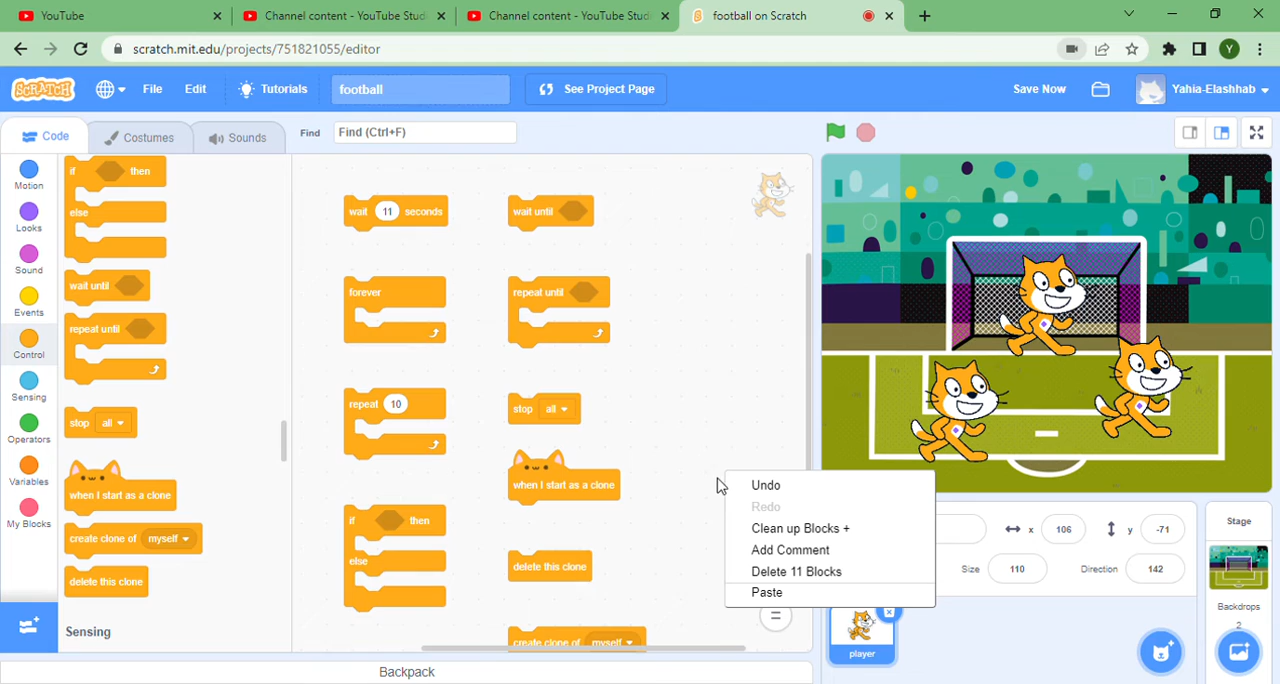 YouTube
Channel content - YouTube Stud
Channel content - YouTube Stud
football on Scratch
scratch.mit.edu/projects/751821055/editor
Y
SCRATCH
File
Edit
Tutorials
football
See Project Page
Save Now
Yahia-Elashhab
Code
Costumes
Sounds
Find
Find (Ctrl+F)
Motion
Looks
Sound
Events
Control
Sensing
Operators
Variables
My Blocks
if then
else
wait until
repeat until
stop all
when I start as a clone
create clone of myself
delete this clone
Sensing
wait 11 seconds
wait until
forever
repeat until
repeat 10
stop all
when I start as a clone
if then
else
delete this clone
create clone of myself
Undo
Redo
Clean up Blocks +
Add Comment
Delete 11 Blocks
Paste
x 106
y -71
Size 110
Direction 142
player
Stage
Backdrops
2
Backpack